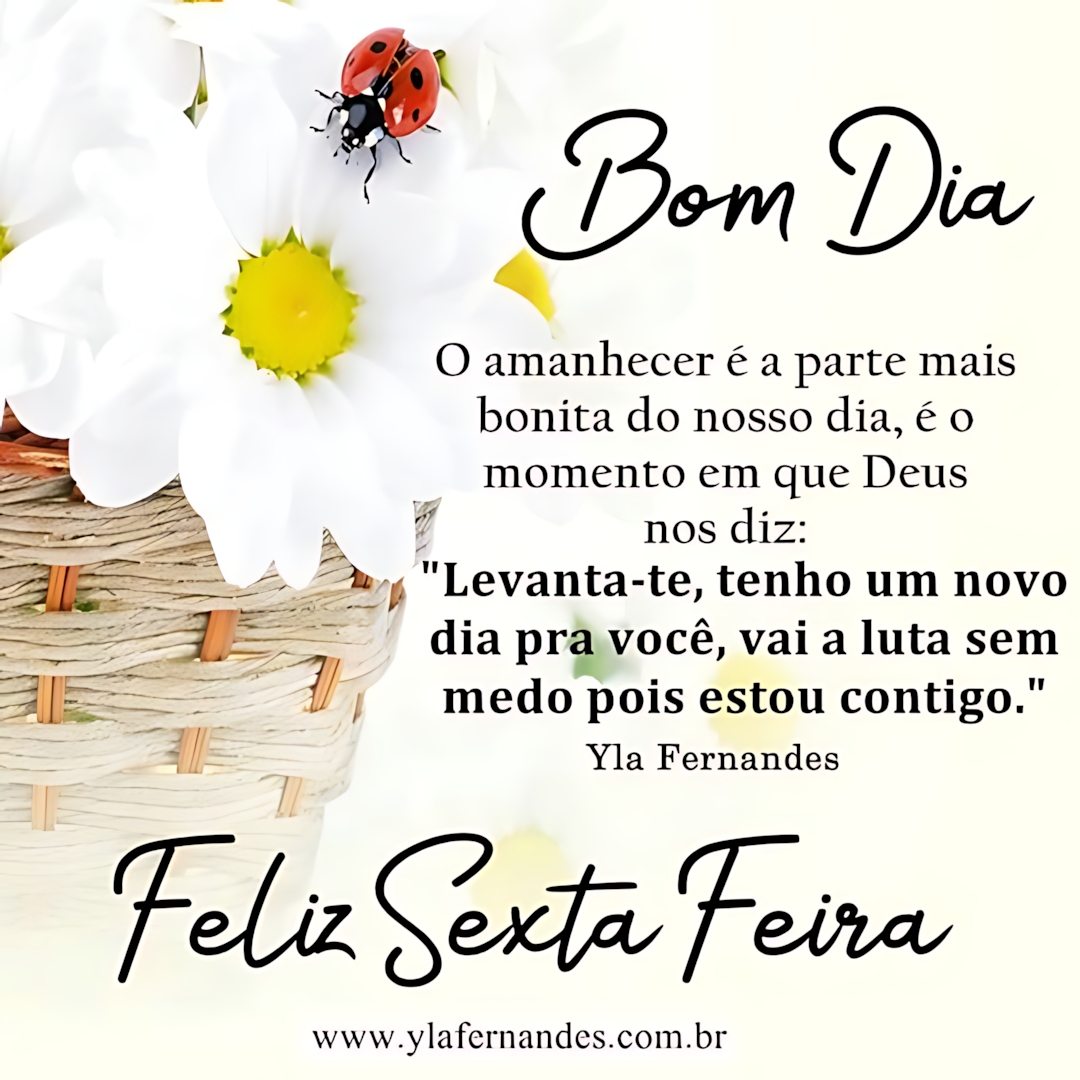 Bom Dia
O amanhecer é a parte mais
bonita do nosso dia, é o
momento em que Deus
nos diz:
"Levanta-te, tenho um novo
dia pra você, vai a luta sem
medo pois estou contigo."
Yla Fernandes
Feliz Sexta Feira
www.ylafernandes.com.br